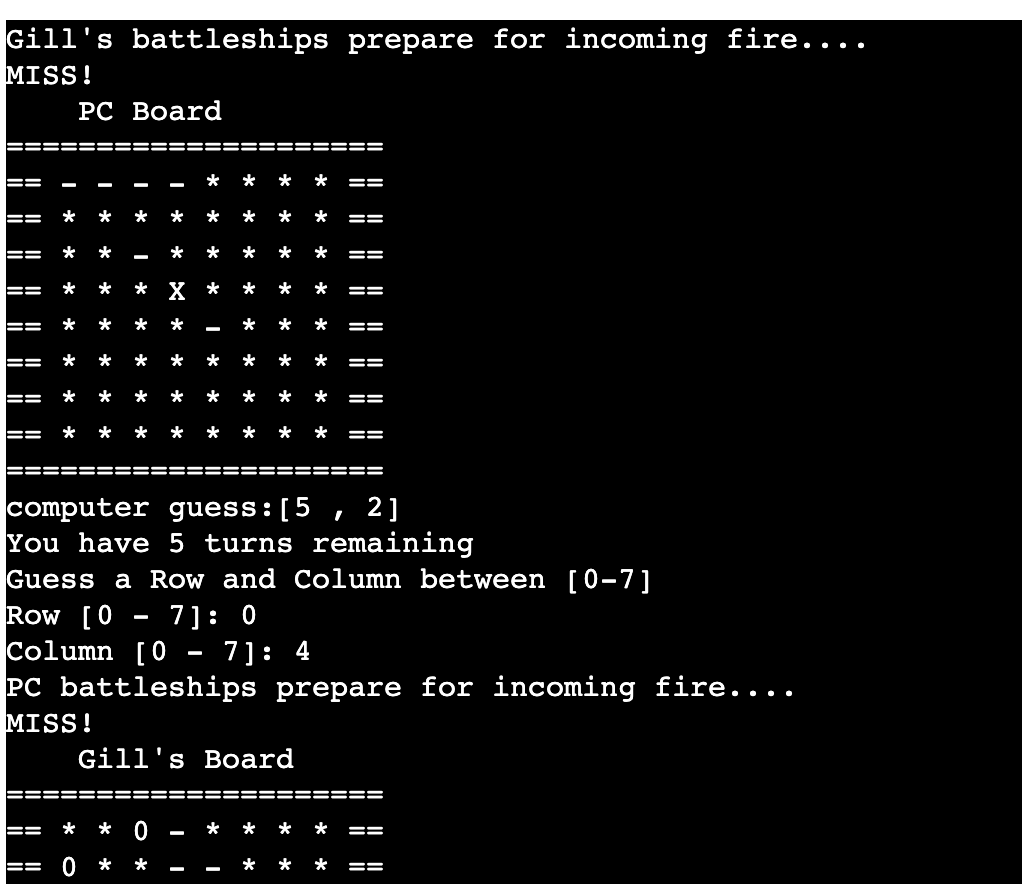 Gill's battleships prepare for incoming fire....
MISS!
    PC Board
=====================
== - - - - * * * * ==
== * * * * * * * * ==
== * * - * * * * * ==
== * * * X * * * * ==
== * * * * - * * * ==
== * * * * * * * * ==
== * * * * * * * * ==
== * * * * * * * * ==
=====================
computer guess:[5 , 2]
You have 5 turns remaining
Guess a Row and Column between [0-7]
Row [0 - 7]: 0
Column [0 - 7]: 4
PC battleships prepare for incoming fire....
MISS!
    Gill's Board
=====================
== * * 0 - * * * * ==
== 0 * * - - * * * ==